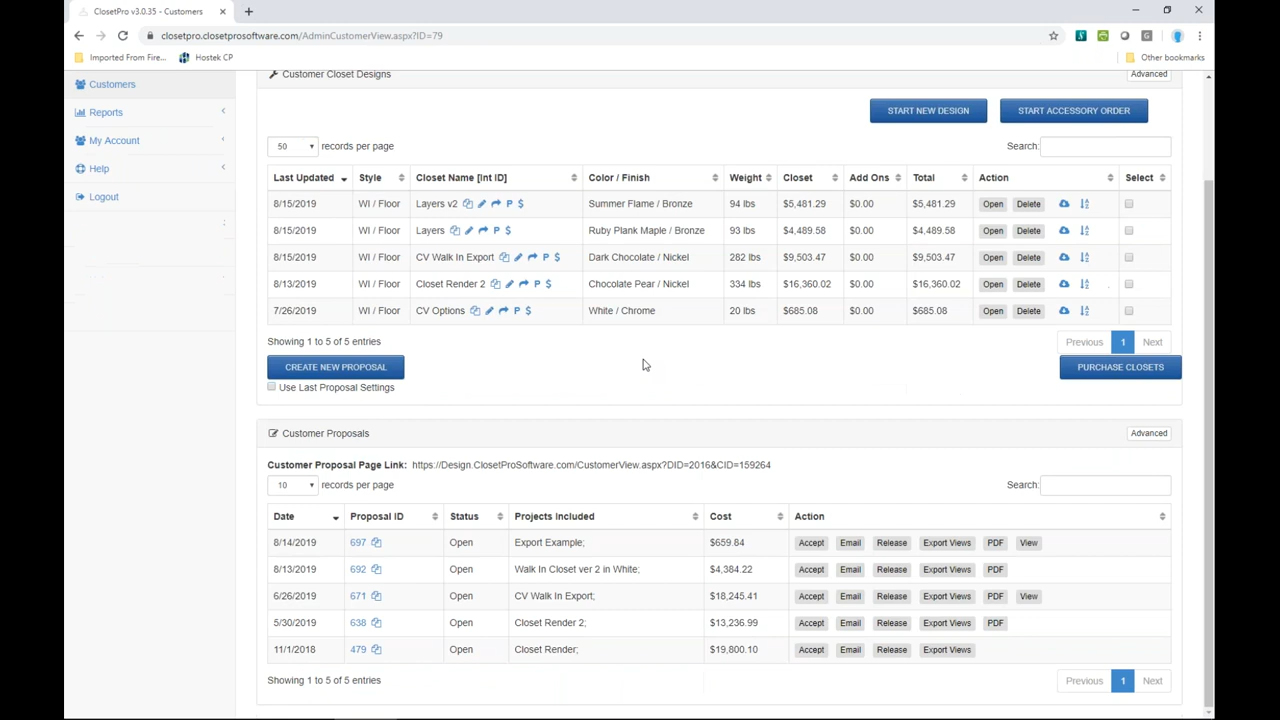 ClosetPro v3.0.35 - Customers
closetpro.closetprosoftware.com/AdminCustomerView.aspx?ID=79
Imported From Fire... Hostek CP Other bookmarks
Customers
Reports
My Account
Help
Logout
Customer Closet Designs Advanced
START NEW DESIGN START ACCESSORY ORDER
50 records per page Search:
Last Updated Style Closet Name [Int ID] Color / Finish Weight Closet Add Ons Total Action Select
8/15/2019 WI / Floor Layers v2 P $ Summer Flame / Bronze 94 lbs $5,481.29 $0.00 $5,481.29 Open Delete
8/15/2019 WI / Floor Layers P $ Ruby Plank Maple / Bronze 93 lbs $4,489.58 $0.00 $4,489.58 Open Delete
8/15/2019 WI / Floor CV Walk In Export P $ Dark Chocolate / Nickel 282 lbs $9,503.47 $0.00 $9,503.47 Open Delete
8/13/2019 WI / Floor Closet Render 2 P $ Chocolate Pear / Nickel 334 lbs $16,360.02 $0.00 $16,360.02 Open Delete
7/26/2019 WI / Floor CV Options P $ White / Chrome 20 lbs $685.08 $0.00 $685.08 Open Delete
Showing 1 to 5 of 5 entries Previous 1 Next
CREATE NEW PROPOSAL PURCHASE CLOSETS
Use Last Proposal Settings
Customer Proposals Advanced
Customer Proposal Page Link: https://Design.ClosetProSoftware.com/CustomerView.aspx?DID=2016&CID=159264
10 records per page Search:
Date Proposal ID Status Projects Included Cost Action
8/14/2019 697 Open Export Example; $659.84 Accept Email Release Export Views PDF View
8/13/2019 692 Open Walk In Closet ver 2 in White; $4,384.22 Accept Email Release Export Views PDF
6/26/2019 671 Open CV Walk In Export; $18,245.41 Accept Email Release Export Views PDF View
5/30/2019 638 Open Closet Render 2; $13,236.99 Accept Email Release Export Views PDF
11/1/2018 479 Open Closet Render; $19,800.10 Accept Email Release Export Views
Showing 1 to 5 of 5 entries Previous 1 Next